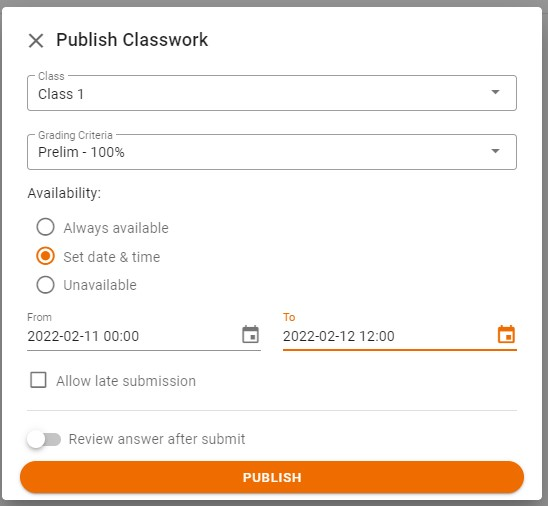 Publish Classwork
Class
Class 1
Grading Criteria
Prelim - 100%
Availability:
Always available
Set date & time
Unavailable
From
2022-02-11 00:00
To
2022-02-12 12:00
Allow late submission
Review answer after submit
PUBLISH